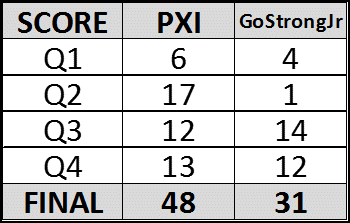 SCORE PXI GoStrongJr
Q1 6 4
Q2 17 1
Q3 12 14
Q4 13 12
FINAL 48 31